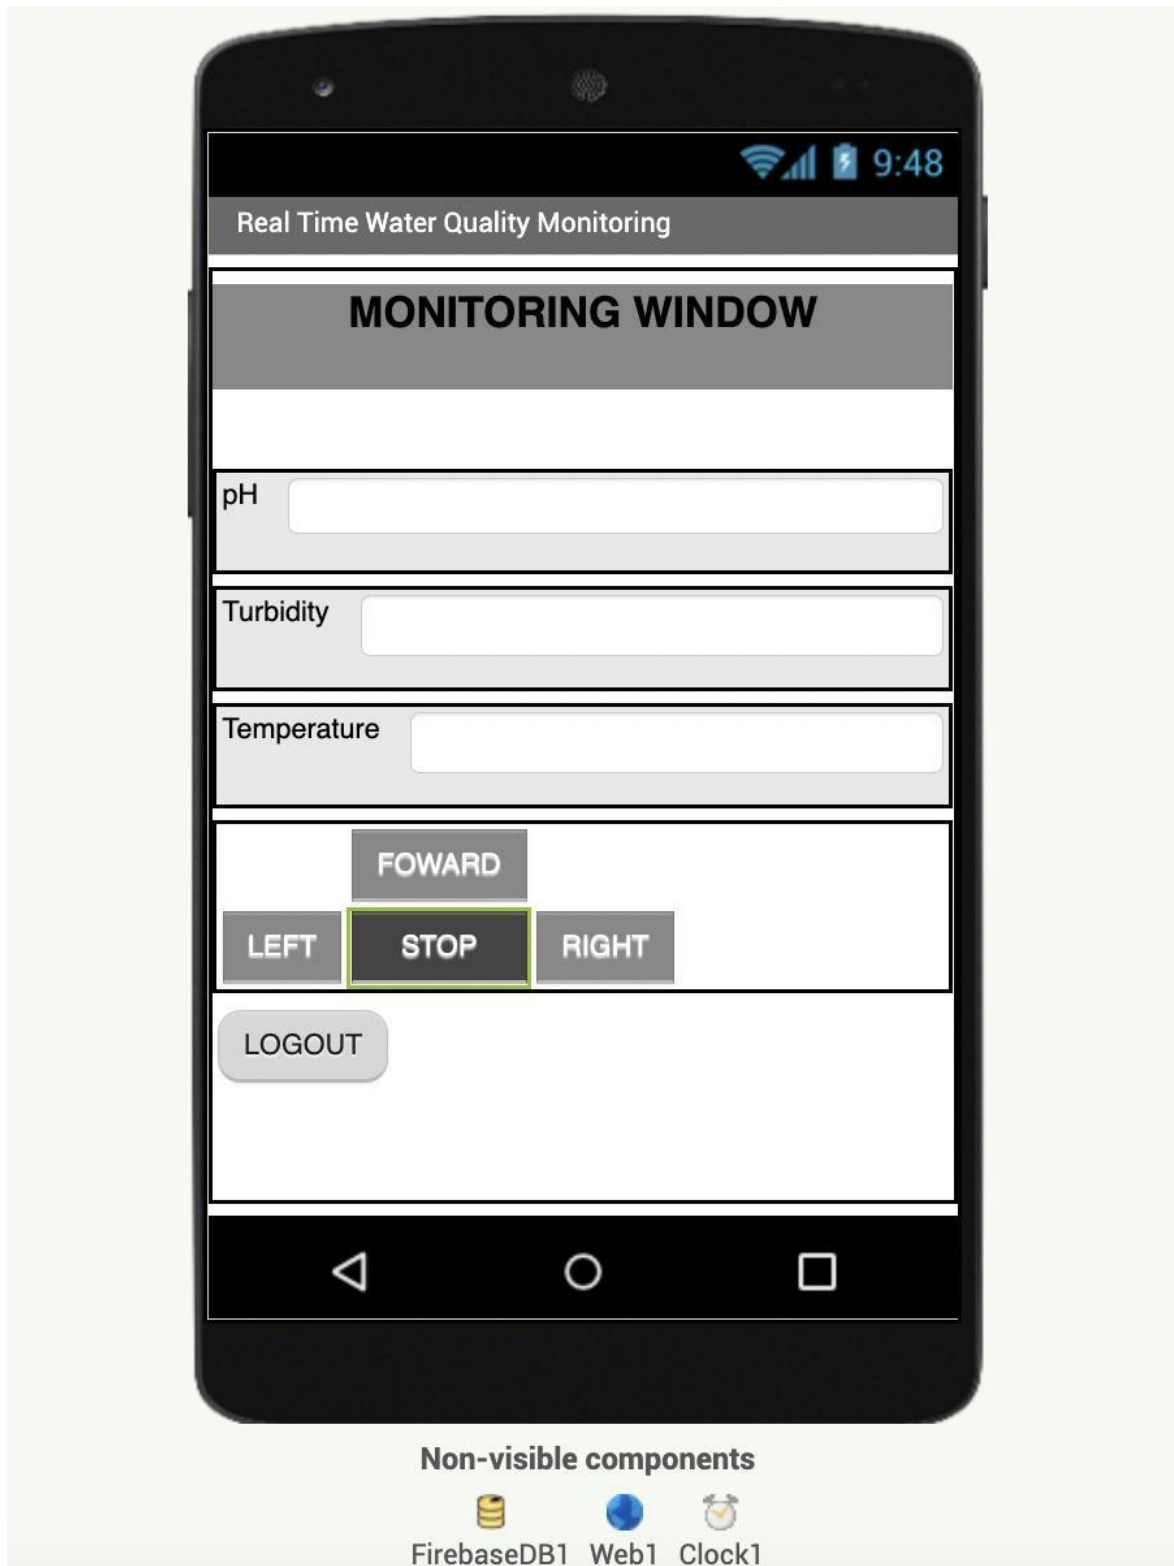 9:48
Real Time Water Quality Monitoring
MONITORING WINDOW
pH
Turbidity
Temperature
FOWARD
LEFT STOP RIGHT
LOGOUT
Non-visible components
FirebaseDB1 Web1 Clock1